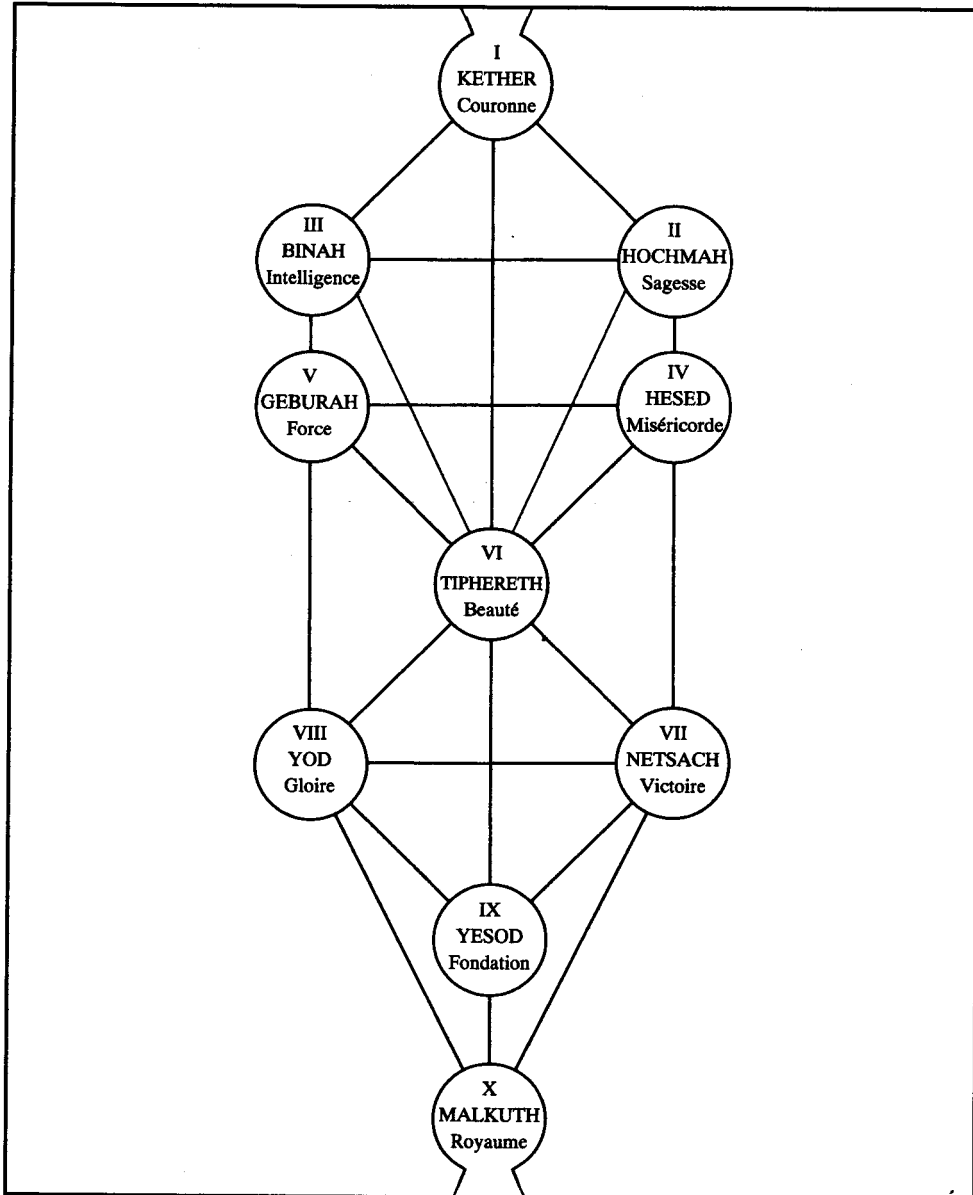 I
KETHER
Couronne
III
BINAH
Intelligence
II
HOCHMAH
Sagesse
V
GEBURAH
Force
IV
HESED
Miséricorde
VI
TIPHERETH
Beauté
VIII
YOD
Gloire
VII
NETSACH
Victoire
IX
YESOD
Fondation
X
MALKUTH
Royaume